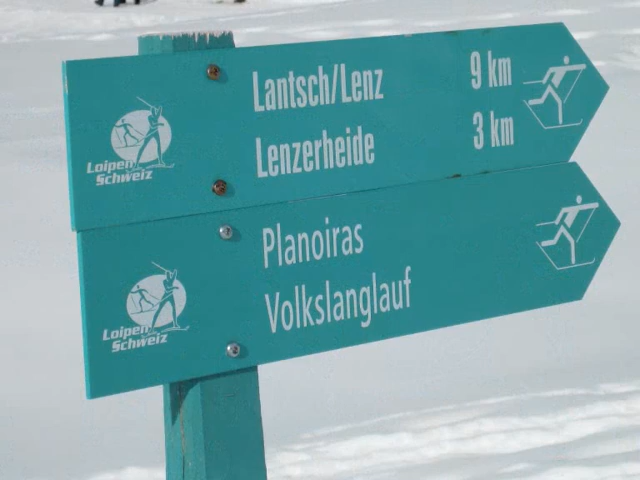 Lantsch/Lenz 9 km
Lenzerheide 3 km
Loipen
Schweiz
Planoiras
Volkslanglauf
Loipen
Schweiz